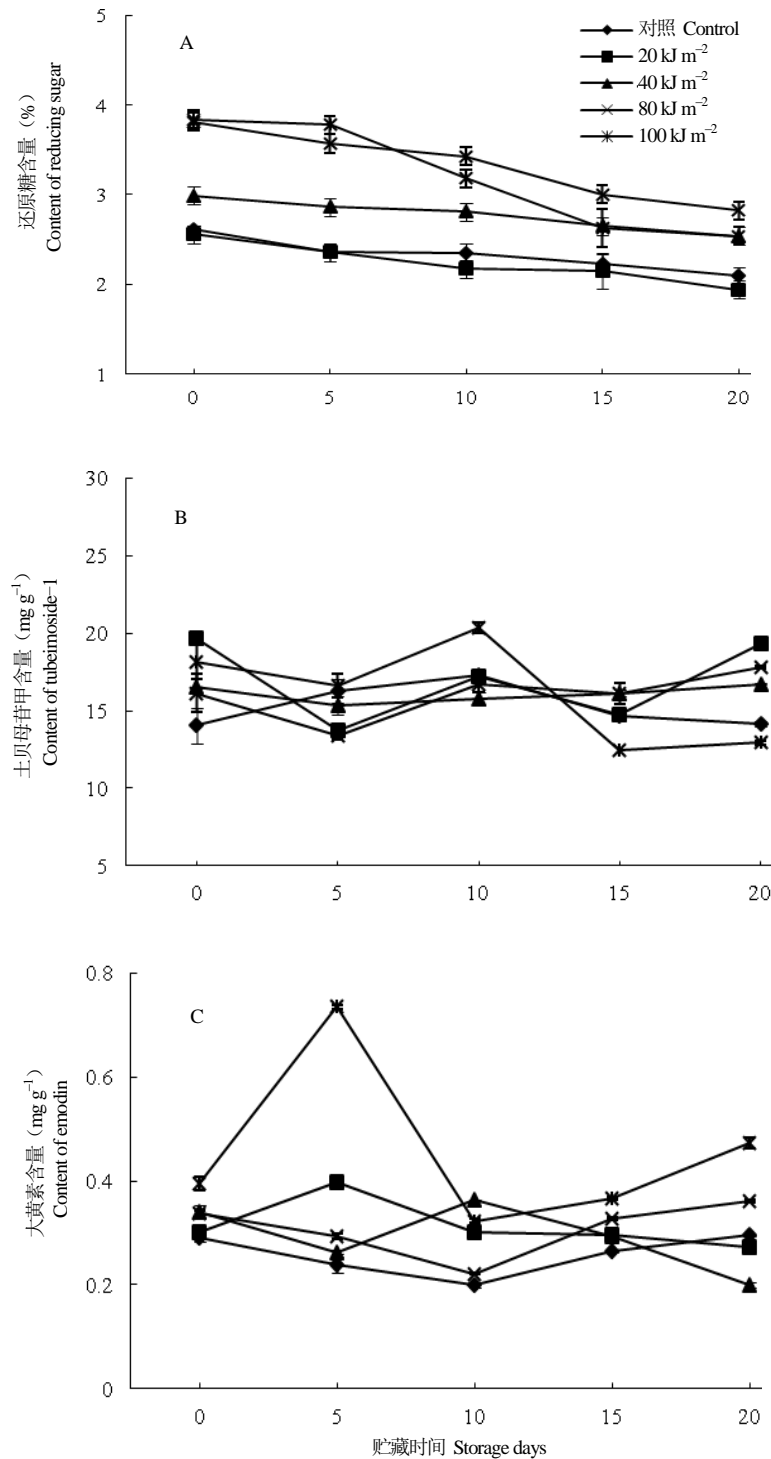 5
A
对照 Control
20 kJ m⁻²
40 kJ m⁻²
80 kJ m⁻²
100 kJ m⁻²
4
3
2
1
还原糖含量（%）
Content of reducing sugar
0 5 10 15 20
30
B
25
20
15
10
5
土贝母苷甲含量（mg g⁻¹）
Content of tubeimoside−1
0 5 10 15 20
0.8
C
0.6
0.4
0.2
0
大黄素含量（mg g⁻¹）
Content of emodin
0 5 10 15 20
贮藏时间 Storage days